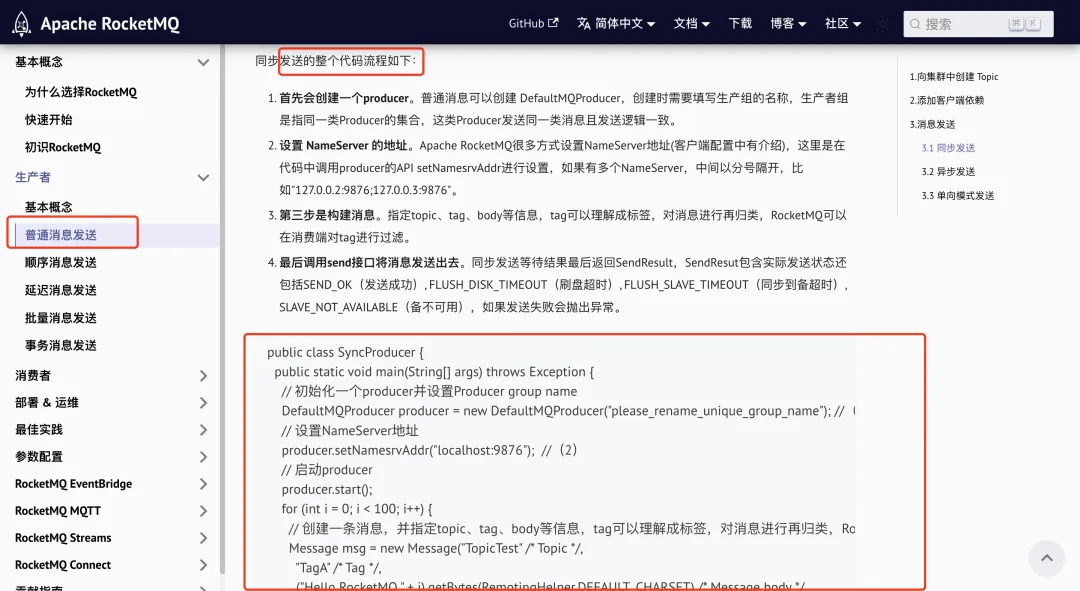 Apache RocketMQ
GitHub
简体中文
文档
下载
博客
社区
搜索
⌘ K
基本概念
为什么选择RocketMQ
快速开始
初识RocketMQ
生产者
基本概念
普通消息发送
顺序消息发送
延迟消息发送
批量消息发送
事务消息发送
消费者
部署 & 运维
最佳实践
参数配置
RocketMQ EventBridge
RocketMQ MQTT
RocketMQ Streams
RocketMQ Connect
贡献指南
同步发送的整个代码流程如下：
1. 首先会创建一个producer。普通消息可以创建 DefaultMQProducer，创建时需要填写生产组的名称，生产者组
是指同一类Producer的集合，这类Producer发送同一类消息且发送逻辑一致。
2. 设置 NameServer 的地址。Apache RocketMQ很多方式设置NameServer地址(客户端配置中有介绍)，这里是在
代码中调用producer的API setNamesrvAddr进行设置，如果有多个NameServer，中间以分号隔开，比
如"127.0.0.2:9876;127.0.0.3:9876"。
3. 第三步是构建消息。指定topic、tag、body等信息，tag可以理解成标签，对消息进行再归类，RocketMQ可以
在消费端对tag进行过滤。
4. 最后调用send接口将消息发送出去。同步发送等待结果最后返回SendResult，SendResut包含实际发送状态还
包括SEND_OK（发送成功）, FLUSH_DISK_TIMEOUT（刷盘超时）, FLUSH_SLAVE_TIMEOUT（同步到备超时）,
SLAVE_NOT_AVAILABLE（备不可用），如果发送失败会抛出异常。
public class SyncProducer {
public static void main(String[] args) throws Exception {
// 初始化一个producer并设置Producer group name
DefaultMQProducer producer = new DefaultMQProducer("please_rename_unique_group_name"); //（
// 设置NameServer地址
producer.setNamesrvAddr("localhost:9876"); //（2）
// 启动producer
producer.start();
for (int i = 0; i < 100; i++) {
// 创建一条消息，并指定topic、tag、body等信息，tag可以理解成标签，对消息进行再归类，Ro
Message msg = new Message("TopicTest" /* Topic */,
"TagA" /* Tag */,
("Hello RocketMQ " + i).getBytes(RemotingHelper.DEFAULT_CHARSET) /* Message body */
1.向集群中创建 Topic
2.添加客户端依赖
3.消息发送
3.1 同步发送
3.2 异步发送
3.3 单向模式发送